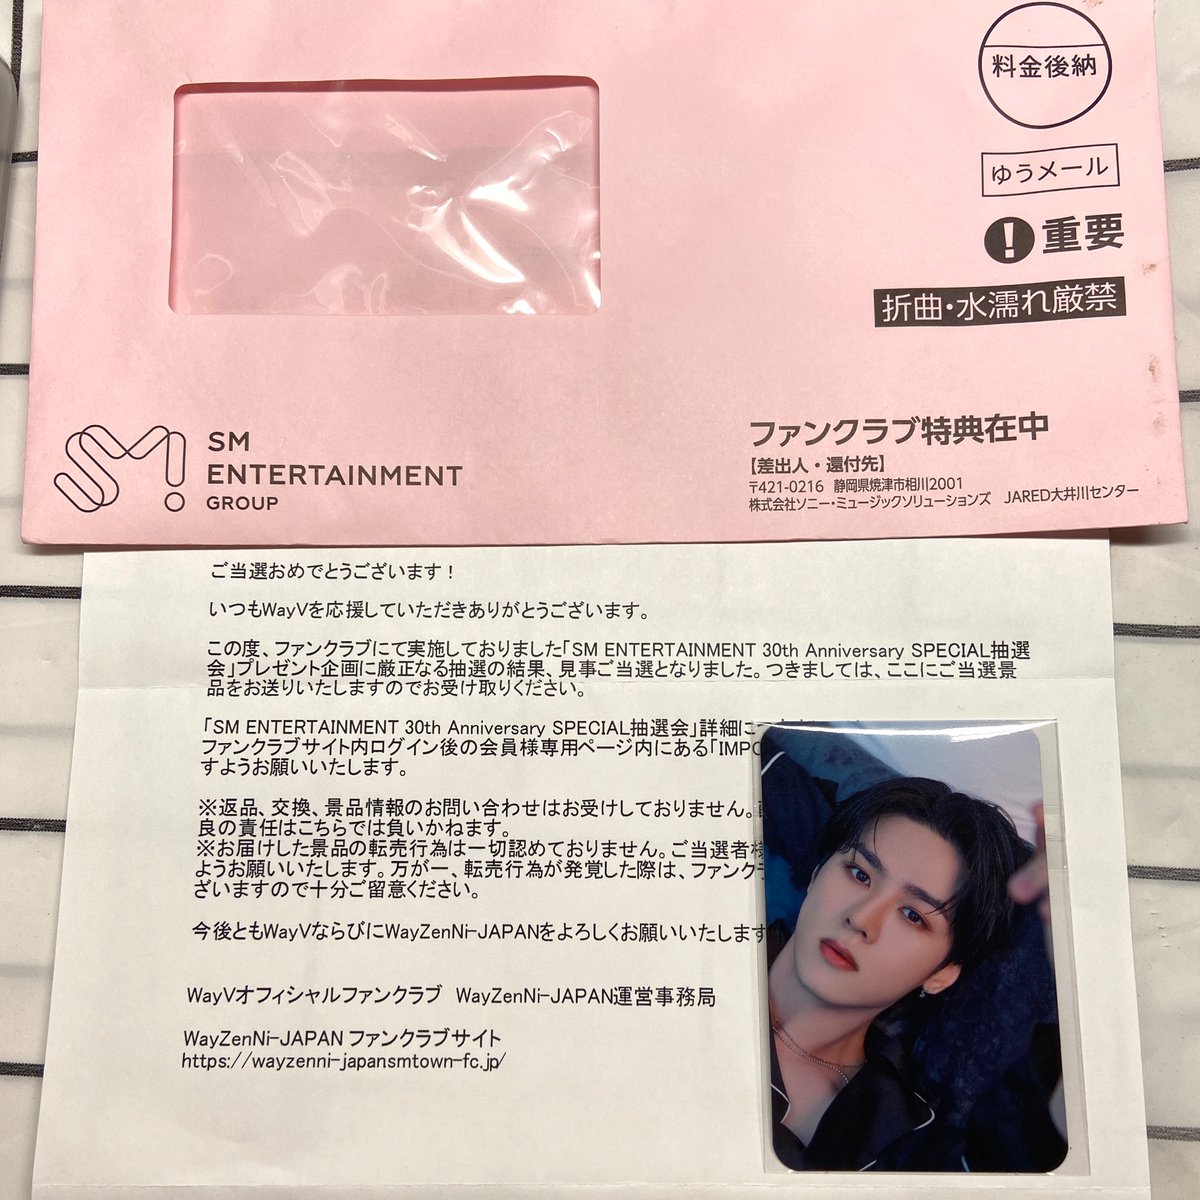 料金後納
ゆうメール
! 重要
折曲・水濡れ厳禁
SM
ENTERTAINMENT
GROUP
ファンクラブ特典在中
【差出人・還付先】
〒421-0216 静岡県焼津市相川2001
株式会社ソニー・ミュージックソリューションズ JARED大井川センター
ご当選おめでとうございます！
いつもWayVを応援していただきありがとうございます。
この度、ファンクラブにて実施しておりました「SM ENTERTAINMENT 30th Anniversary SPECIAL抽選
会」プレゼント企画に厳正なる抽選の結果、見事ご当選となりました。つきましては、ここにご当選景
品をお送りいたしますのでお受け取りください。
「SM ENTERTAINMENT 30th Anniversary SPECIAL抽選会」詳細に
ファンクラブサイト内ログイン後の会員様専用ページ内にある「IMPO
すようお願いいたします。
※返品、交換、景品情報のお問い合わせはお受けしておりません。
良の責任はこちらでは負いかねます。
※お届けした景品の転売行為は一切認めておりません。ご当選者様
ようお願いいたします。万が一、転売行為が発覚した際は、ファンクラ
ざいますので十分ご留意ください。
今後ともWayVならびにWayZenNi-JAPANをよろしくお願いいたします
WayVオフィシャルファンクラブ WayZenNi-JAPAN運営事務局
WayZenNi-JAPAN ファンクラブサイト
https://wayzenni-japansmtown-fc.jp/